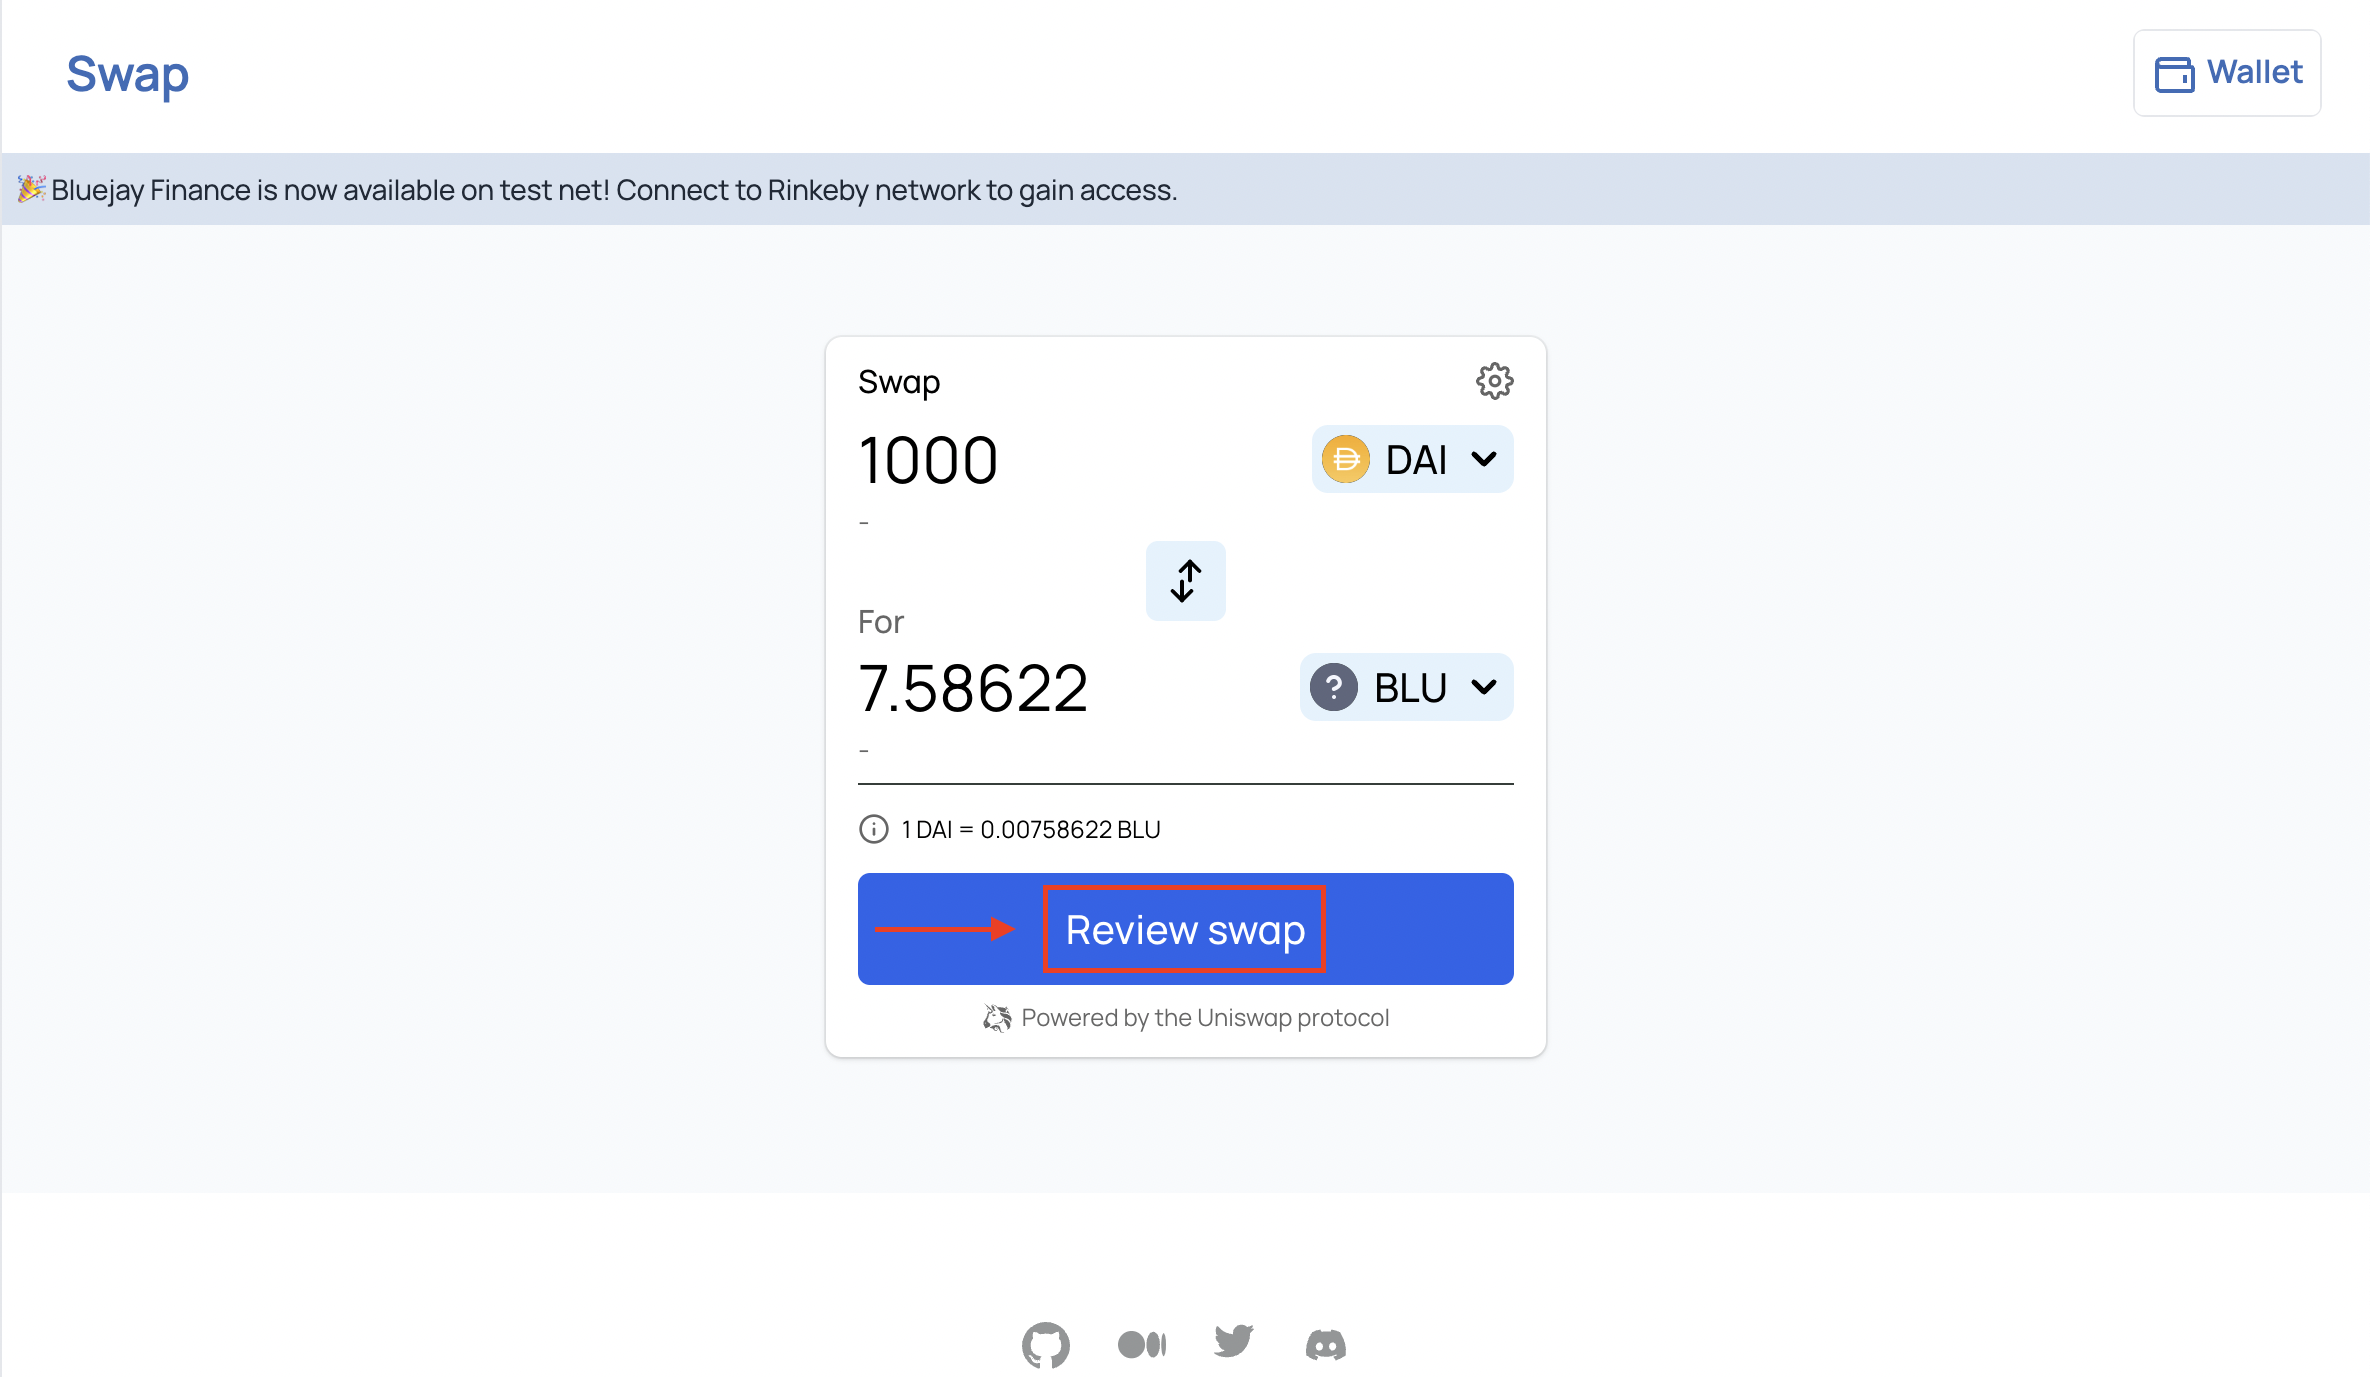 Swap
Wallet
🎉 Bluejay Finance is now available on test net! Connect to Rinkeby network to gain access.
Swap
1000
DAI
-
For
7.58622
? BLU
-
1 DAI = 0.00758622 BLU
Review swap
Powered by the Uniswap protocol